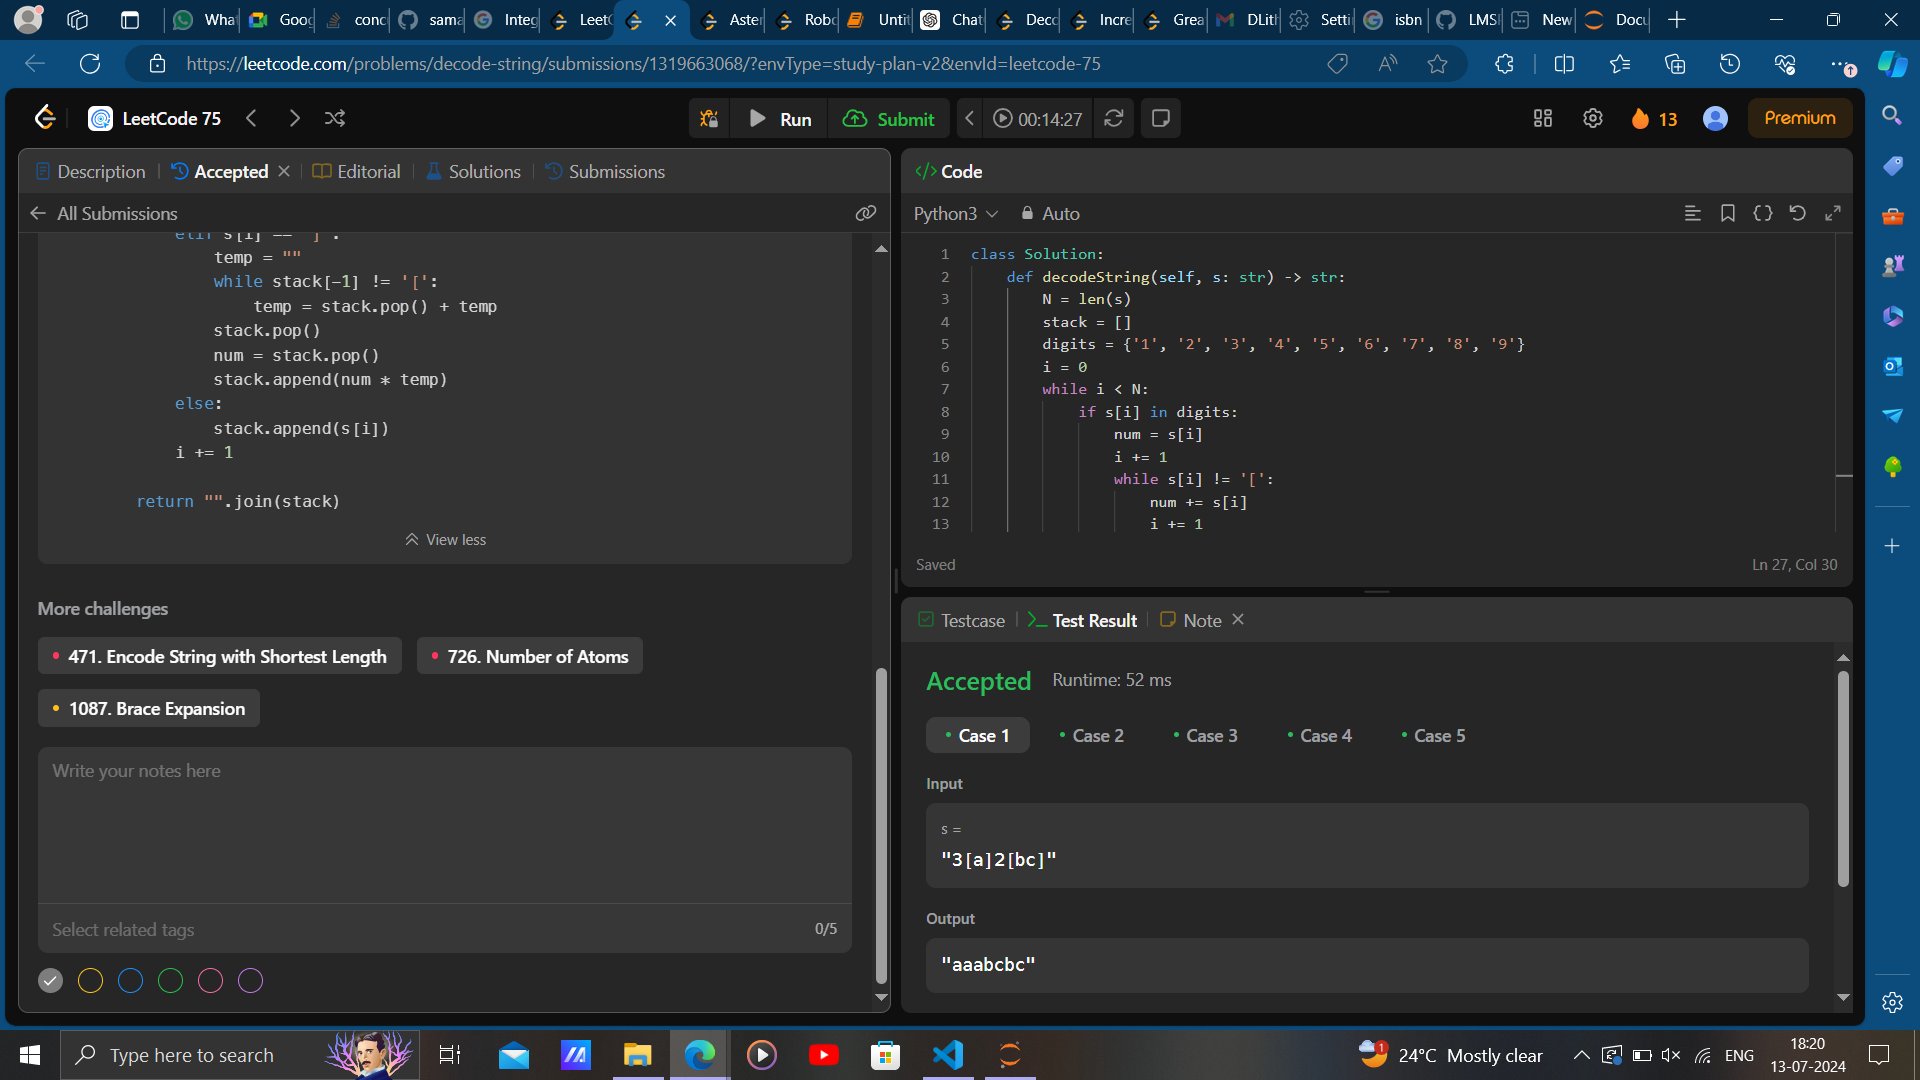 What
Goog
conc
sama
Integ
LeetC
Aster
Robo
Untit
Chat
Deco
Incre
Grea
DLith
Setti
isbn
LMSI
New
Docu
https://leetcode.com/problems/decode-string/submissions/1319663068/?envType=study-plan-v2&envId=leetcode-75
LeetCode 75
Run
Submit
00:14:27
13
Premium
Description
Accepted
Editorial
Solutions
Submissions
All Submissions
elif s[i] == ']':
temp = ""
while stack[-1] != '[':
temp = stack.pop() + temp
stack.pop()
num = stack.pop()
stack.append(num * temp)
else:
stack.append(s[i])
i += 1
return "".join(stack)
View less
More challenges
471. Encode String with Shortest Length
726. Number of Atoms
1087. Brace Expansion
Write your notes here
Select related tags
0/5
Code
Python3
Auto
1 class Solution:
2 def decodeString(self, s: str) -> str:
3 N = len(s)
4 stack = []
5 digits = {'1', '2', '3', '4', '5', '6', '7', '8', '9'}
6 i = 0
7 while i < N:
8 if s[i] in digits:
9 num = s[i]
10 i += 1
11 while s[i] != '[':
12 num += s[i]
13 i += 1
Saved
Ln 27, Col 30
Testcase
Test Result
Note
Accepted
Runtime: 52 ms
Case 1
Case 2
Case 3
Case 4
Case 5
Input
s =
"3[a]2[bc]"
Output
"aaabcbc"
Type here to search
1
24°C Mostly clear
ENG
18:20
13-07-2024